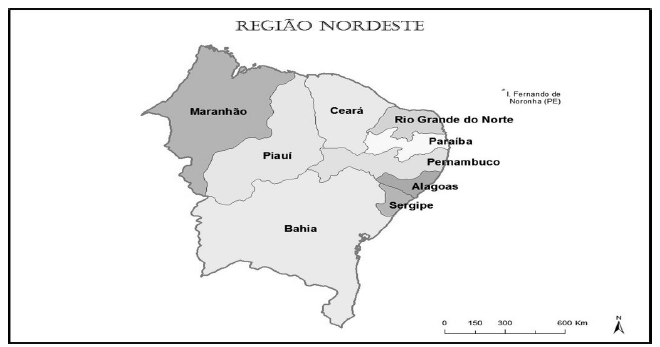 REGIÃO NORDESTE
I. Fernando de
Noronha (PE)
Maranhão
Ceará
Rio Grande do Norte
Paraíba
Piauí
Pernambuco
Alagoas
Sergipe
Bahia
N
0 150 300 600 Km